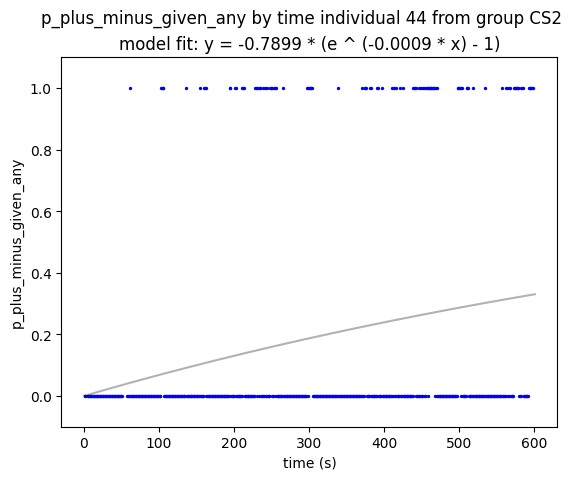 p_plus_minus_given_any by time individual 44 from group CS2
model fit: y = -0.7899 * (e ^ (-0.0009 * x) - 1)
p_plus_minus_given_any
1.0
0.8
0.6
0.4
0.2
0.0
0 100 200 300 400 500 600
time (s)